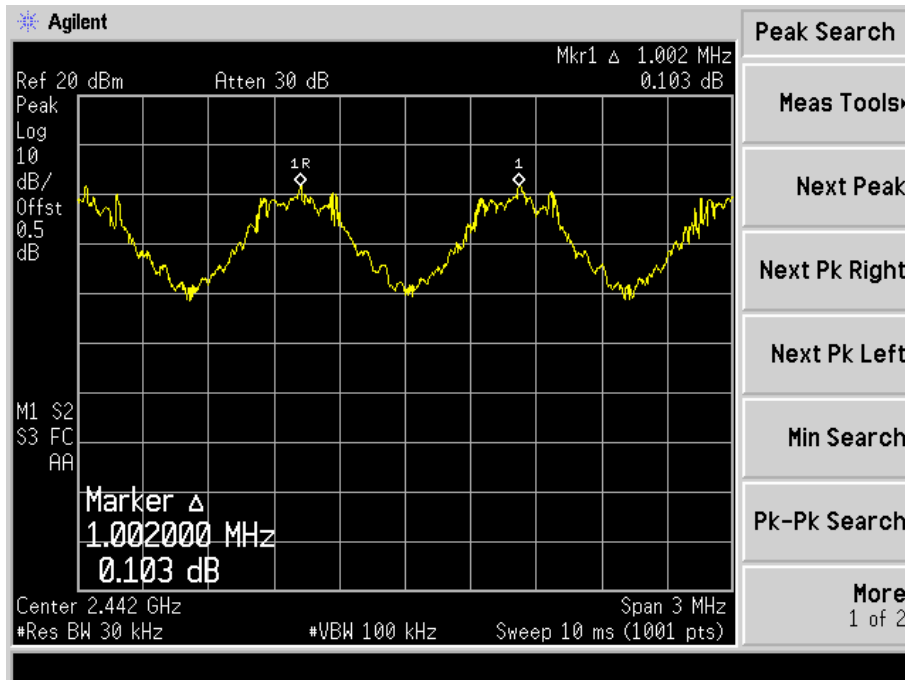 Agilent
Peak Search
Mkr1 Δ 1.002 MHz
Ref 20 dBm Atten 30 dB 0.103 dB
Peak
Log
10
dB/
Offst
0.5
dB
1R
1
Meas Tools
Next Peak
Next Pk Right
Next Pk Left
M1 S2
S3 FC
AA
Min Search
Marker Δ
1.002000 MHz
0.103 dB
Pk-Pk Search
Center 2.442 GHz Span 3 MHz
#Res BW 30 kHz #VBW 100 kHz Sweep 10 ms (1001 pts)
More
1 of 2